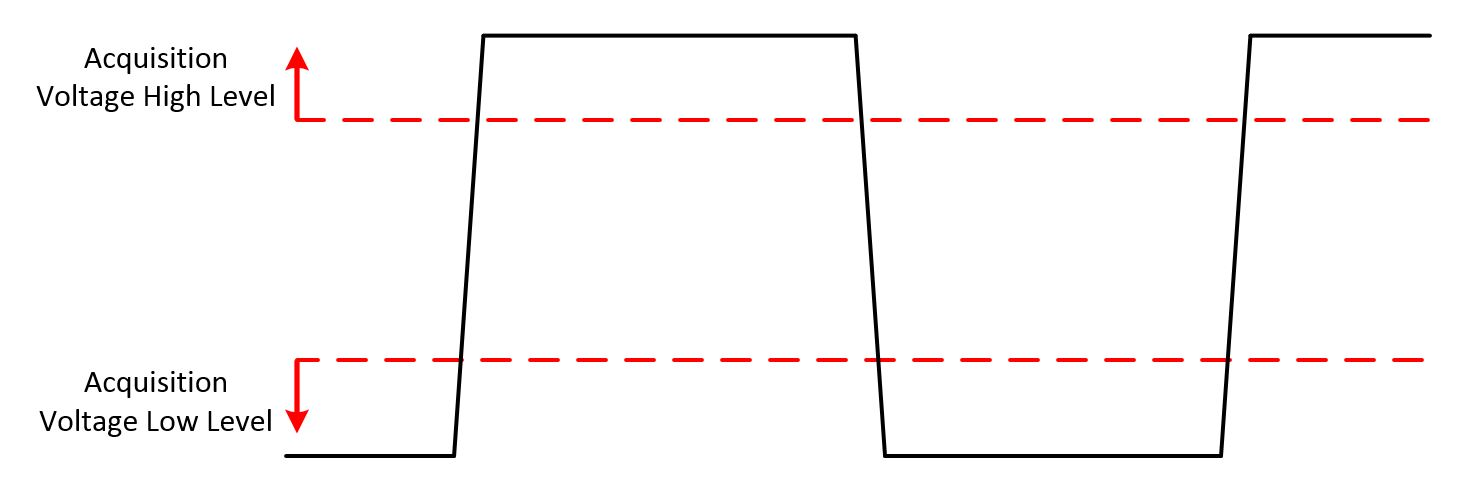 Acquisition
Voltage High Level
Acquisition
Voltage Low Level